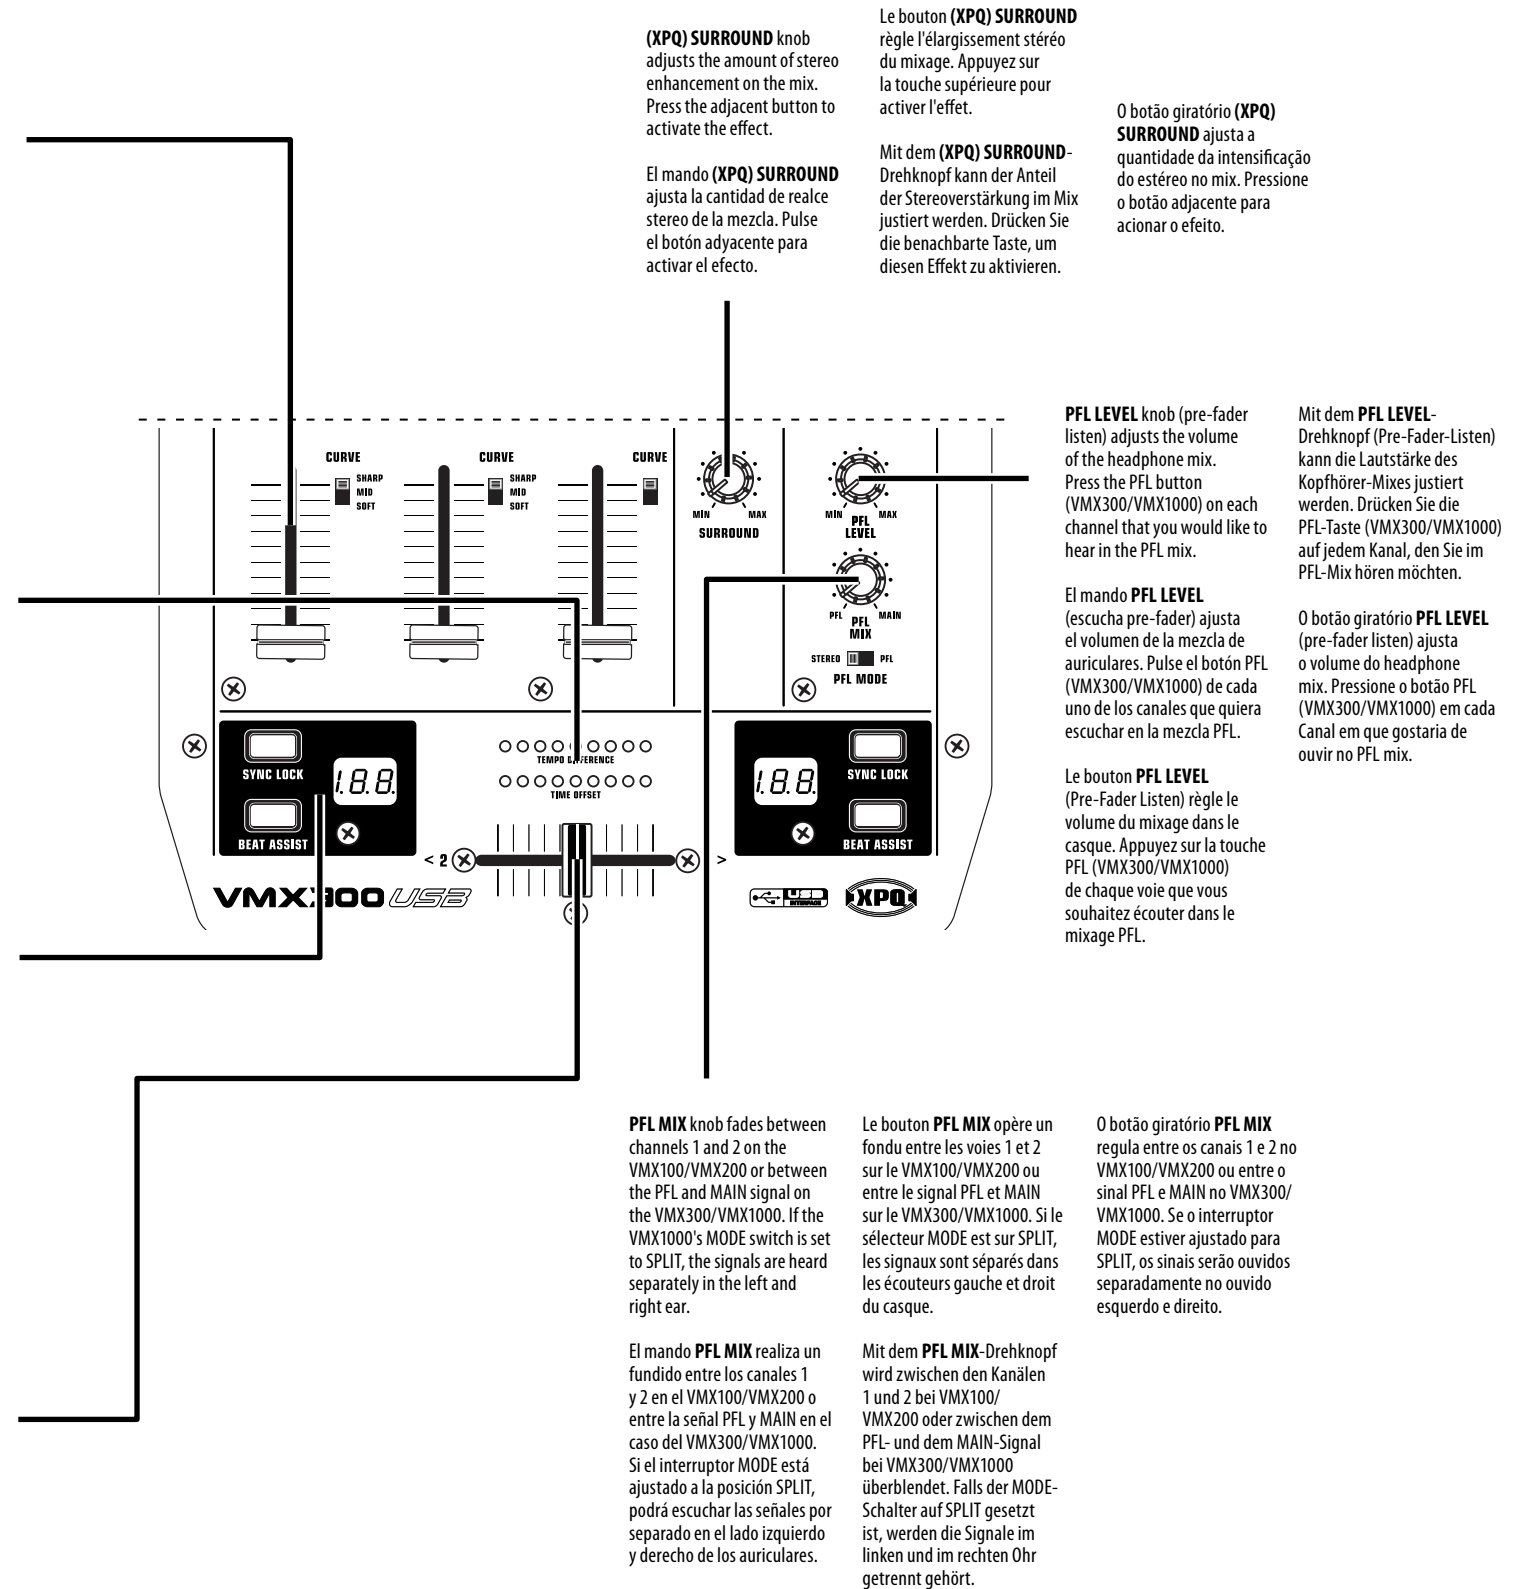 (XPQ) SURROUND knob
adjusts the amount of stereo
enhancement on the mix.
Press the adjacent button to
activate the effect.
El mando (XPQ) SURROUND
ajusta la cantidad de realce
stereo de la mezcla. Pulse
el botón adyacente para
activar el efecto.
Le bouton (XPQ) SURROUND
règle l'élargissement stéréo
du mixage. Appuyez sur
la touche supérieure pour
activer l'effet.
Mit dem (XPQ) SURROUND-
Drehknopf kann der Anteil
der Stereoverstärkung im Mix
justiert werden. Drücken Sie
die benachbarte Taste, um
diesen Effekt zu aktivieren.
O botão giratório (XPQ)
SURROUND ajusta a
quantidade da intensificação
do estéreo no mix. Pressione
o botão adjacente para
acionar o efeito.
CURVE
SHARP
MID
SOFT
CURVE
SHARP
MID
SOFT
CURVE
MIN MAX
SURROUND
MIN MAX
PFL
LEVEL
PFL MAIN
PFL
MIX
STEREO PFL
PFL MODE
SYNC LOCK
1.8.8.
BEAT ASSIST
TEMPO DIFFERENCE
TIME OFFSET
< 2
>
1.8.8.
SYNC LOCK
BEAT ASSIST
VMX300 USB
USB
INTERFACE
XPQ
PFL LEVEL knob (pre-fader
listen) adjusts the volume
of the headphone mix.
Press the PFL button
(VMX300/VMX1000) on each
channel that you would like to
hear in the PFL mix.
El mando PFL LEVEL
(escucha pre-fader) ajusta
el volumen de la mezcla de
auriculares. Pulse el botón PFL
(VMX300/VMX1000) de cada
uno de los canales que quiera
escuchar en la mezcla PFL.
Le bouton PFL LEVEL
(Pre-Fader Listen) règle le
volume du mixage dans le
casque. Appuyez sur la touche
PFL (VMX300/VMX1000)
de chaque voie que vous
souhaitez écouter dans le
mixage PFL.
Mit dem PFL LEVEL-
Drehknopf (Pre-Fader-Listen)
kann die Lautstärke des
Kopfhörer-Mixes justiert
werden. Drücken Sie die
PFL-Taste (VMX300/VMX1000)
auf jedem Kanal, den Sie im
PFL-Mix hören möchten.
O botão giratório PFL LEVEL
(pre-fader listen) ajusta
o volume do headphone
mix. Pressione o botão PFL
(VMX300/VMX1000) em cada
Canal em que gostaria de
ouvir no PFL mix.
PFL MIX knob fades between
channels 1 and 2 on the
VMX100/VMX200 or between
the PFL and MAIN signal on
the VMX300/VMX1000. If the
VMX1000's MODE switch is set
to SPLIT, the signals are heard
separately in the left and
right ear.
El mando PFL MIX realiza un
fundido entre los canales 1
y 2 en el VMX100/VMX200 o
entre la señal PFL y MAIN en el
caso del VMX300/VMX1000.
Si el interruptor MODE está
ajustado a la posición SPLIT,
podrá escuchar las señales por
separado en el lado izquierdo
y derecho de los auriculares.
Le bouton PFL MIX opère un
fondu entre les voies 1 et 2
sur le VMX100/VMX200 ou
entre le signal PFL et MAIN
sur le VMX300/VMX1000. Si le
sélecteur MODE est sur SPLIT,
les signaux sont séparés dans
les écouteurs gauche et droit
du casque.
Mit dem PFL MIX-Drehknopf
wird zwischen den Kanälen
1 und 2 bei VMX100/
VMX200 oder zwischen dem
PFL- und dem MAIN-Signal
bei VMX300/VMX1000
überblendet. Falls der MODE-
Schalter auf SPLIT gesetzt
ist, werden die Signale im
linken und im rechten Ohr
getrennt gehört.
O botão giratório PFL MIX
regula entre os canais 1 e 2 no
VMX100/VMX200 ou entre o
sinal PFL e MAIN no VMX300/
VMX1000. Se o interruptor
MODE estiver ajustado para
SPLIT, os sinais serão ouvidos
separadamente no ouvido
esquerdo e direito.